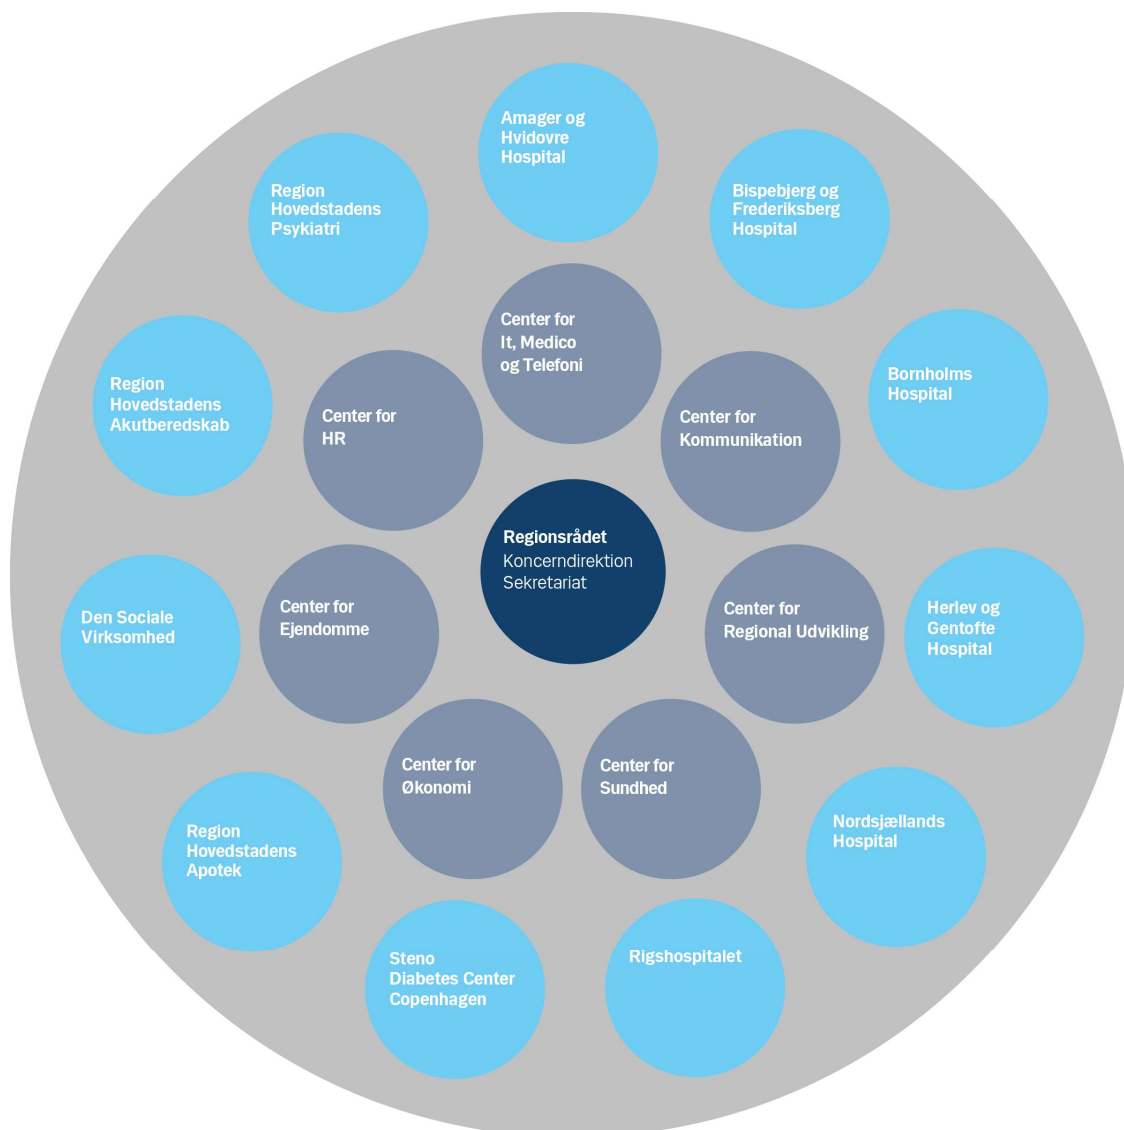 Amager og
Hvidovre
Hospital
Region
Hovedstadens
Psykiatri
Bispebjerg og
Frederiksberg
Hospital
Center for
It, Medico
og Telefoni
Region
Hovedstadens
Akutberedskab
Center for
HR
Center for
Kommunikation
Bornholms
Hospital
Regionsrådet
Koncerndirektion
Sekretariat
Den Sociale
Virksomhed
Center for
Ejendomme
Center for
Regional Udvikling
Herlev og
Gentofte
Hospital
Center for
Økonomi
Center for
Sundhed
Region
Hovedstadens
Apotek
Nordsjællands
Hospital
Steno
Diabetes Center
Copenhagen
Rigshospitalet